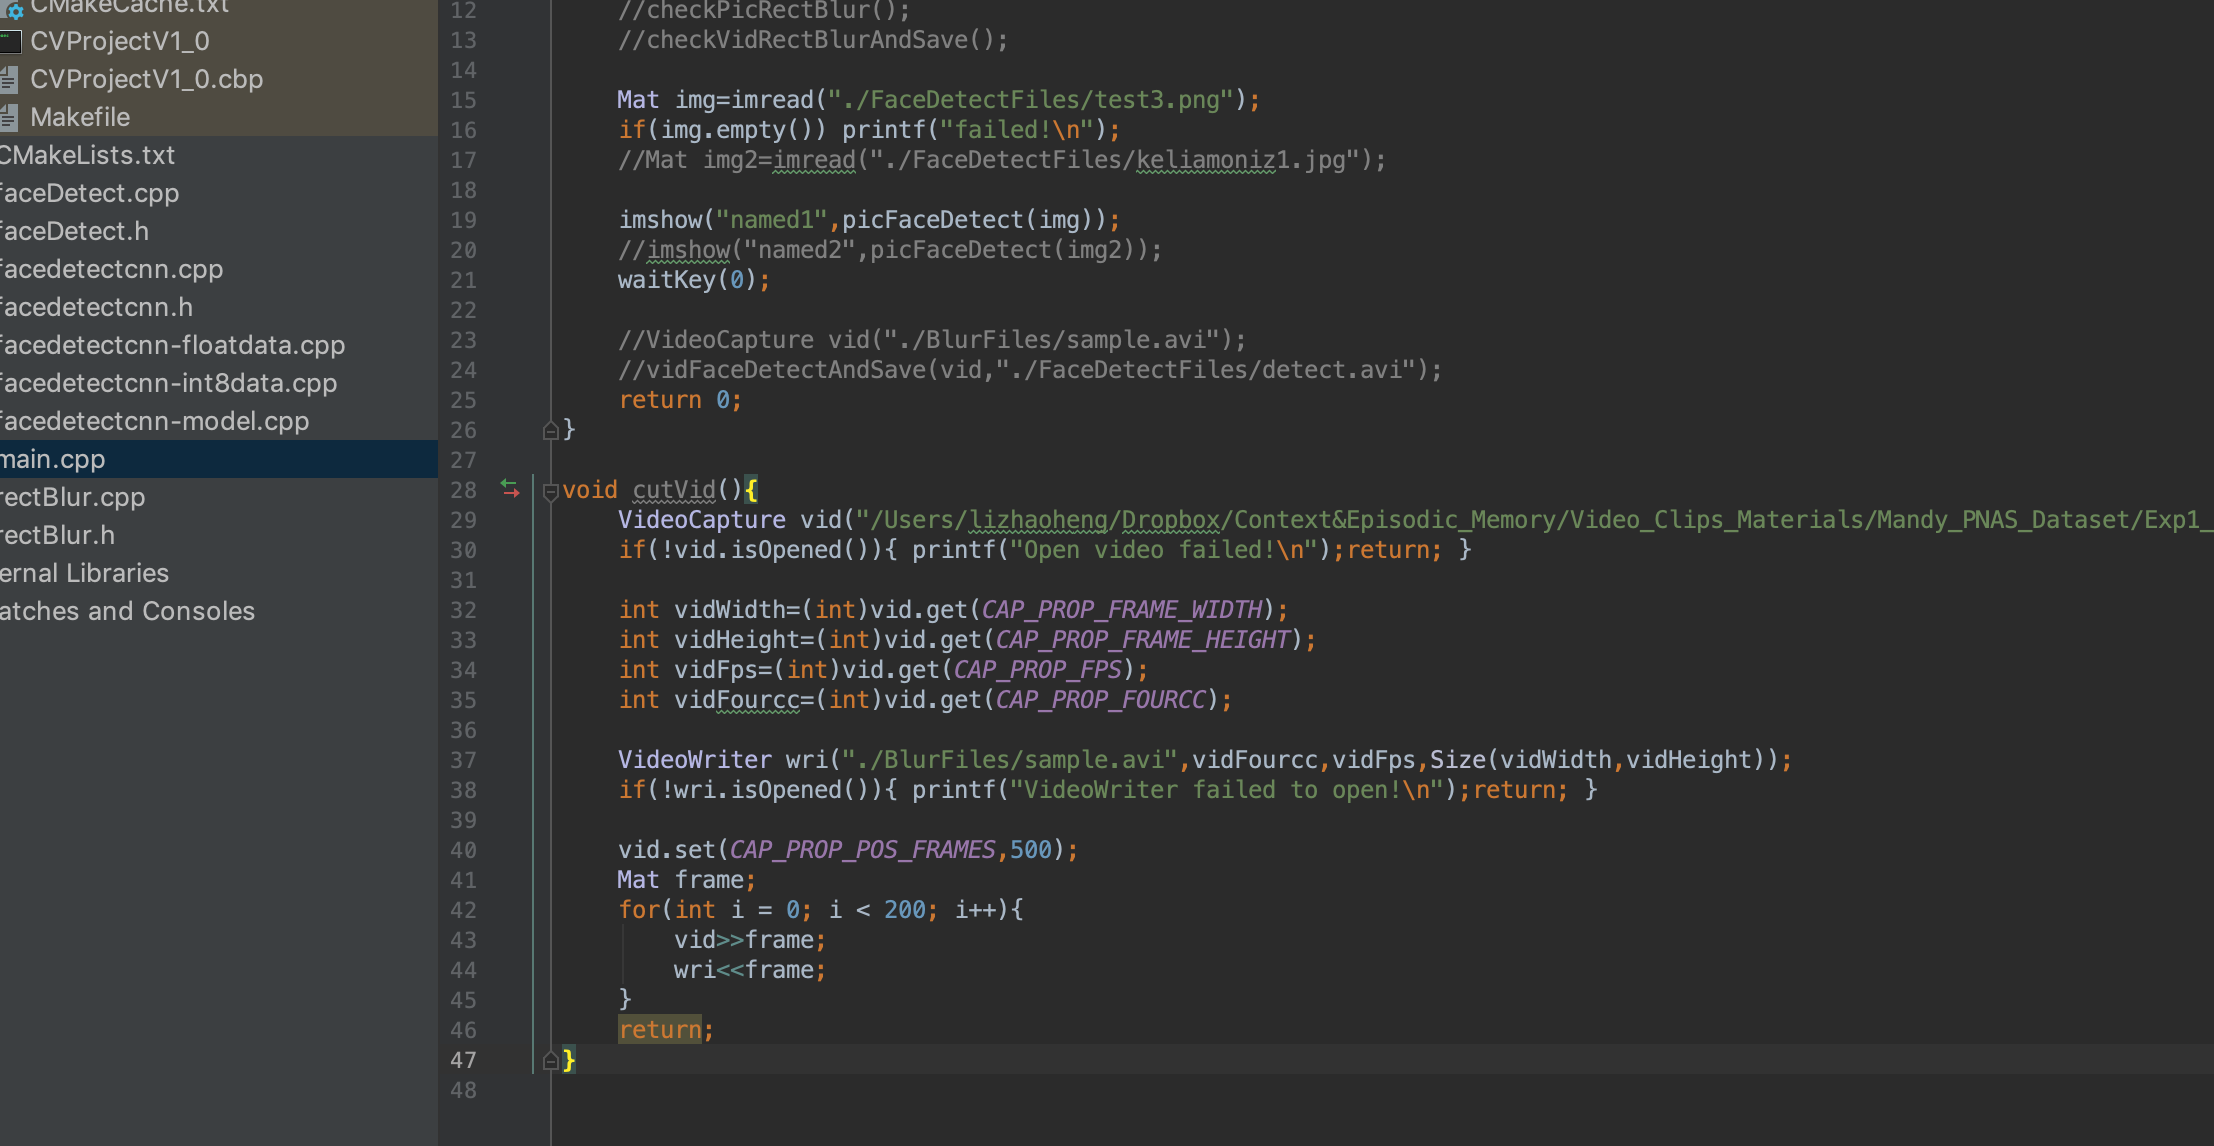 CMakeCache.txt
CVProjectV1_0
CVProjectV1_0.cbp
Makefile
CMakeLists.txt
faceDetect.cpp
faceDetect.h
facedetectcnn.cpp
facedetectcnn.h
facedetectcnn-floatdata.cpp
facedetectcnn-int8data.cpp
facedetectcnn-model.cpp
main.cpp
rectBlur.cpp
rectBlur.h
ernal Libraries
atches and Consoles
12 //checkPicRectBlur();
13 //checkVidRectBlurAndSave();
14
15 Mat img=imread("./FaceDetectFiles/test3.png");
16 if(img.empty()) printf("failed!\n");
17 //Mat img2=imread("./FaceDetectFiles/keliamoniz1.jpg");
18
19 imshow("named1",picFaceDetect(img));
20 //imshow("named2",picFaceDetect(img2));
21 waitKey(0);
22
23 //VideoCapture vid("./BlurFiles/sample.avi");
24 //vidFaceDetectAndSave(vid,"./FaceDetectFiles/detect.avi");
25 return 0;
26 }
27
28 void cutVid(){
29 VideoCapture vid("/Users/lizhaoheng/Dropbox/Context&Episodic_Memory/Video_Clips_Materials/Mandy_PNAS_Dataset/Exp1_
30 if(!vid.isOpened()){ printf("Open video failed!\n");return; }
31
32 int vidWidth=(int)vid.get(CAP_PROP_FRAME_WIDTH);
33 int vidHeight=(int)vid.get(CAP_PROP_FRAME_HEIGHT);
34 int vidFps=(int)vid.get(CAP_PROP_FPS);
35 int vidFourcc=(int)vid.get(CAP_PROP_FOURCC);
36
37 VideoWriter wri("./BlurFiles/sample.avi",vidFourcc,vidFps,Size(vidWidth,vidHeight));
38 if(!wri.isOpened()){ printf("VideoWriter failed to open!\n");return; }
39
40 vid.set(CAP_PROP_POS_FRAMES,500);
41 Mat frame;
42 for(int i = 0; i < 200; i++){
43 vid>>frame;
44 wri<<frame;
45 }
46 return;
47 }
48